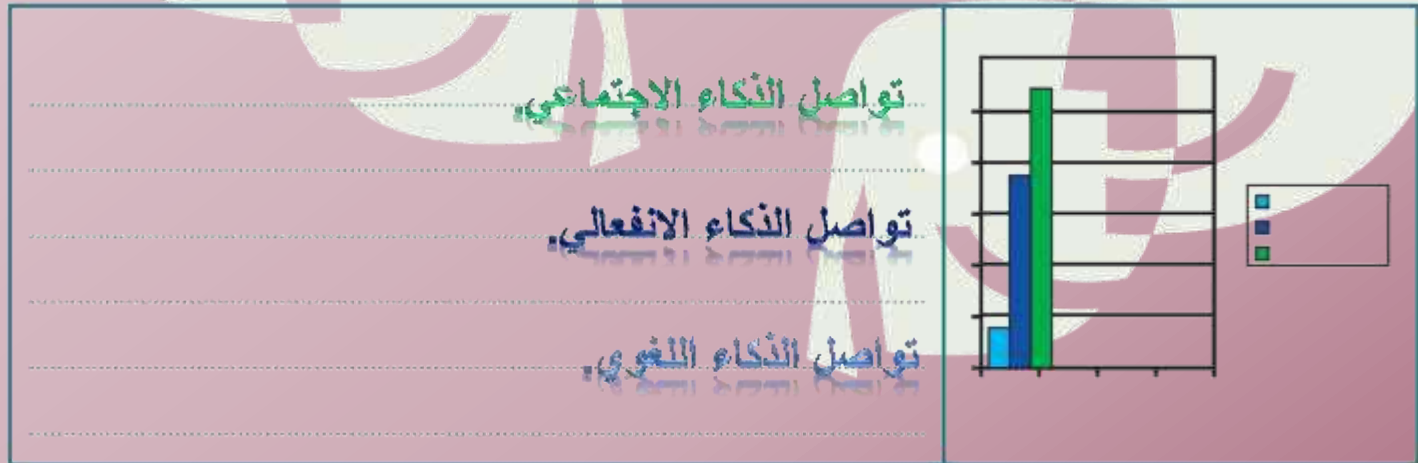 تواصل الذكاء الاجتماعي.
تواصل الذكاء الانفعالي.
تواصل الذكاء اللغوي.